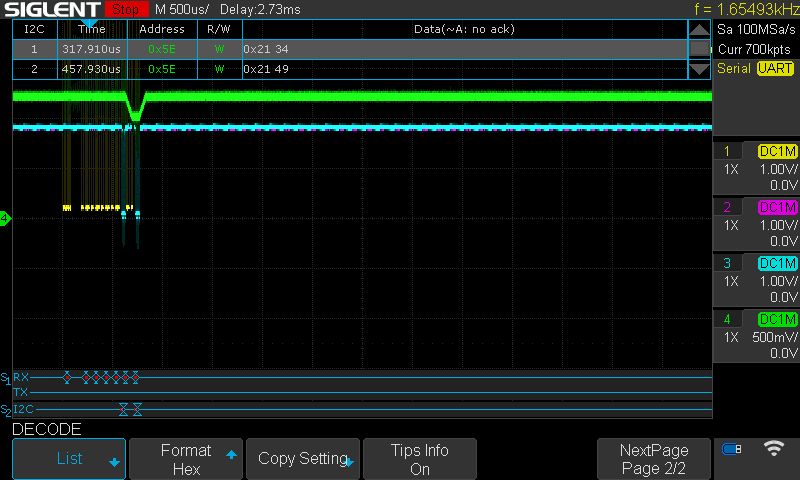 SIGLENT Stop M 500us/ Delay:2.73ms f = 1.65493kHz
I2C Time Address R/W Data(~A: no ack) Sa 100MSa/s
1 317.910us 0x5E W 0x21 34 Curr 700kpts
2 457.930us 0x5E W 0x21 49 Serial UART
1 DC1M
1X 1.00V/
0.0V
2 DC1M
1X 1.00V/
0.0V
3 DC1M
1X 1.00V/
0.0V
4
4 DC1M
1X 500mV/
0.0V
S1 RX
TX
S2 I2C
DECODE
List Format Hex Copy Setting Tips Info On NextPage Page 2/2